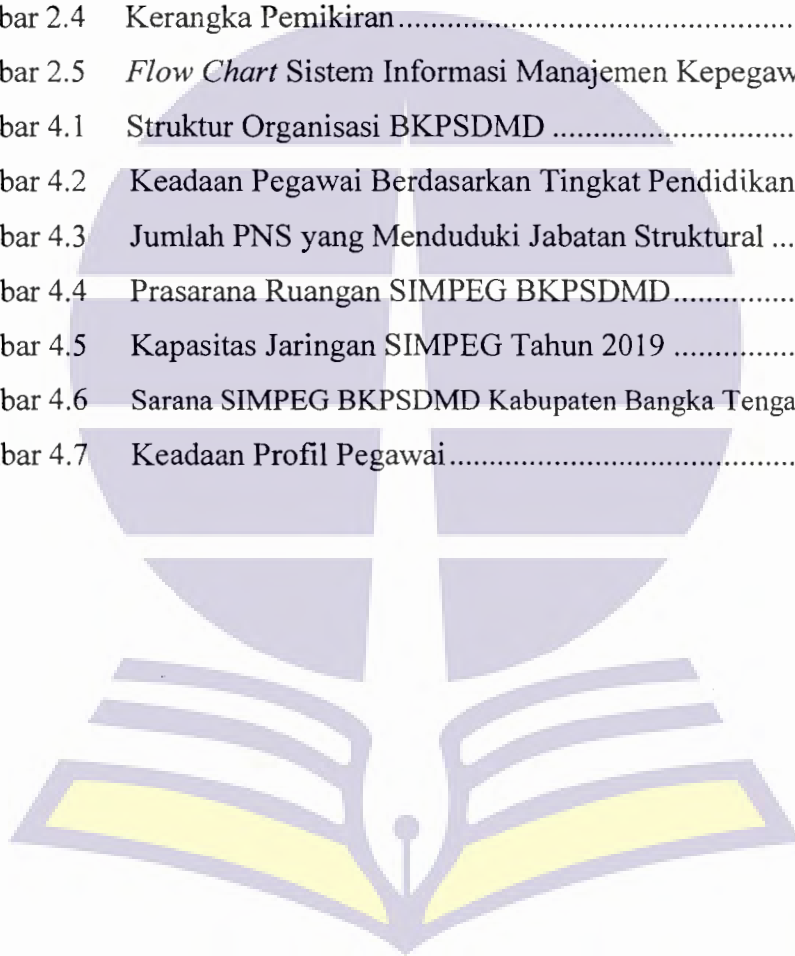 bar 2.4 Kerangka Pemikiran................................................
bar 2.5 Flow Chart Sistem Informasi Manajemen Kepegaw
bar 4.1 Struktur Organisasi BKPSDMD ..............................
bar 4.2 Keadaan Pegawai Berdasarkan Tingkat Pendidikan
bar 4.3 Jumlah PNS yang Menduduki Jabatan Struktural ...
bar 4.4 Prasarana Ruangan SIMPEG BKPSDMD...............
bar 4.5 Kapasitas Jaringan SIMPEG Tahun 2019 ...............
bar 4.6 Sarana SIMPEG BKPSDMD Kabupaten Bangka Tenga
bar 4.7 Keadaan Profil Pegawai..........................................